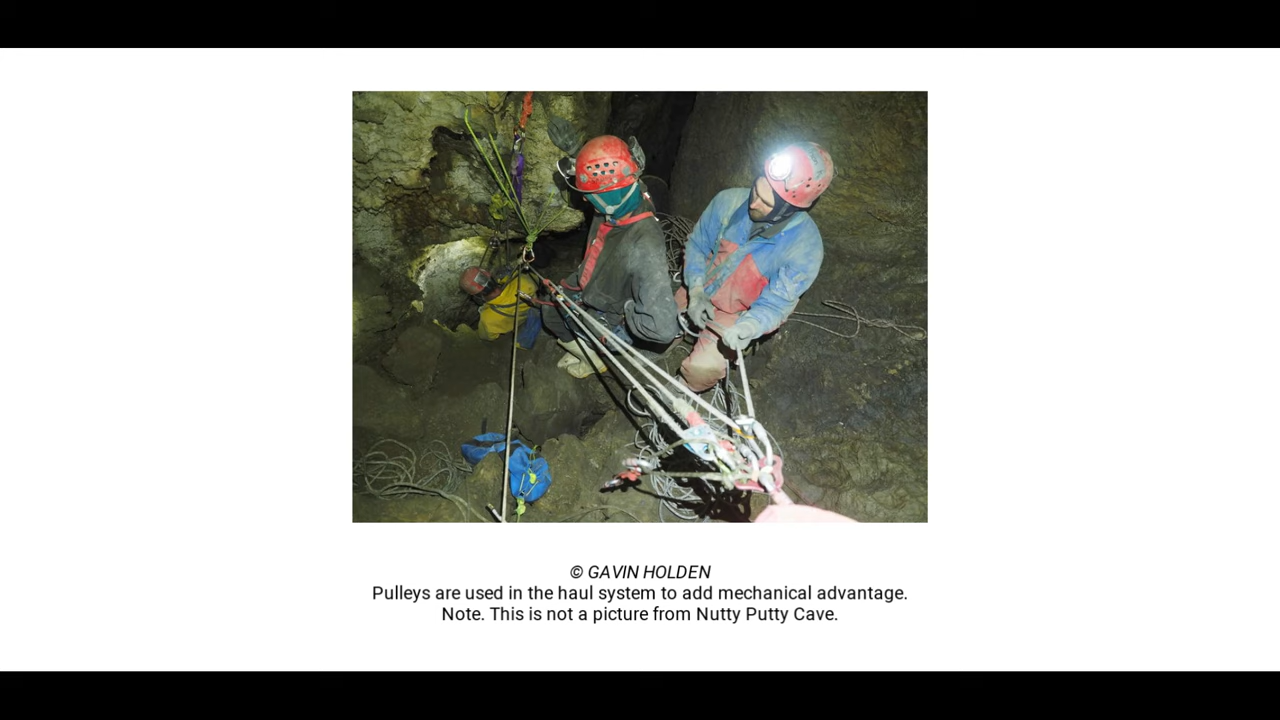 © GAVIN HOLDEN
Pulleys are used in the haul system to add mechanical advantage.
Note. This is not a picture from Nutty Putty Cave.